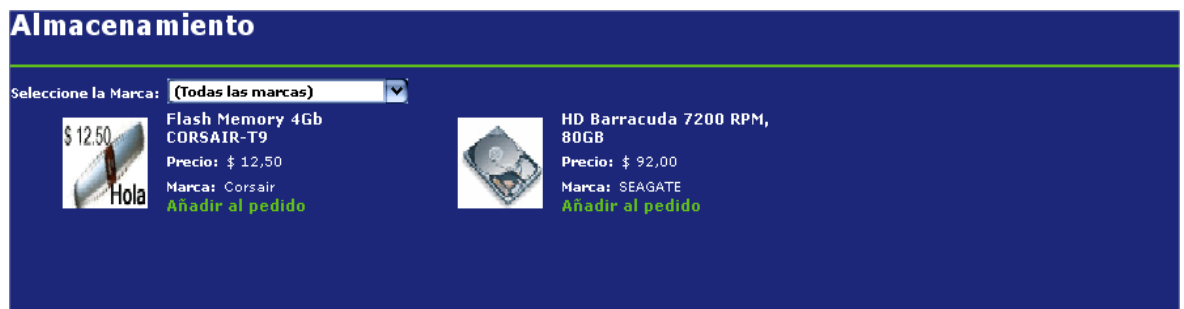 Almacenamiento
Seleccione la Marca: (Todas las marcas)
$ 12.50
Hola
Flash Memory 4Gb
CORSAIR-T9
Precio: $ 12,50
Marca: Corsair
Añadir al pedido
HD Barracuda 7200 RPM,
80GB
Precio: $ 92,00
Marca: SEAGATE
Añadir al pedido